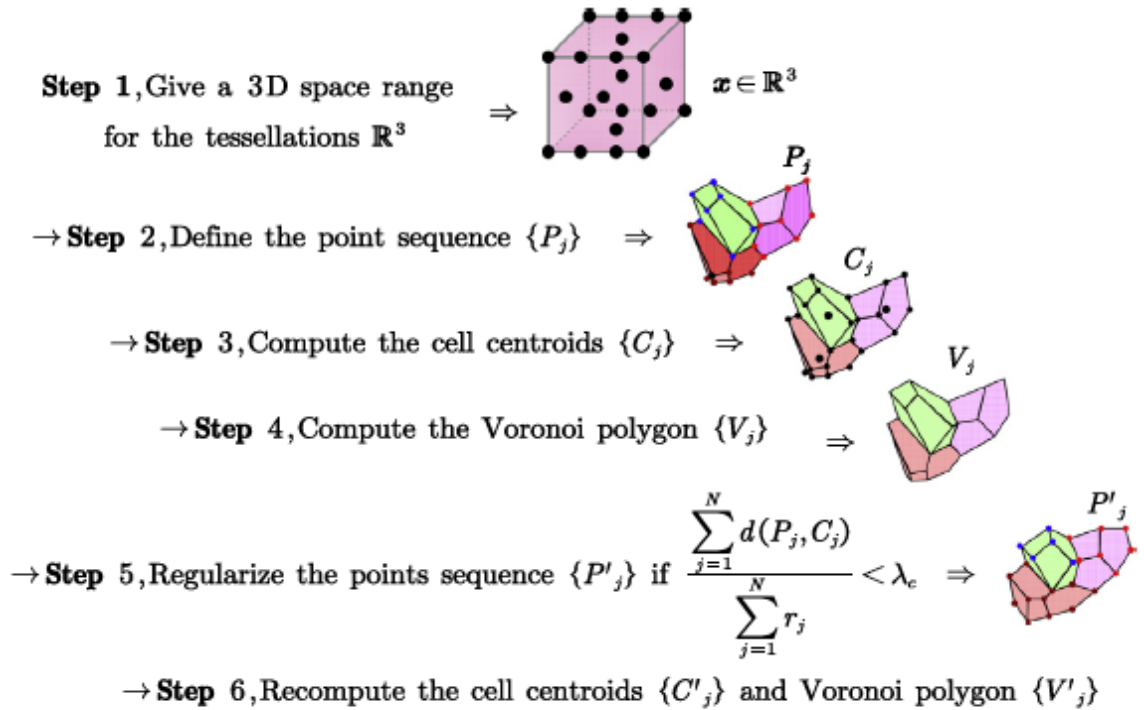 Step 1,Give a 3D space range
for the tessellations ℝ³
⇒
x∈ℝ³
P_j
→Step 2,Define the point sequence {P_j} ⇒
C_j
→Step 3,Compute the cell centroids {C_j} ⇒
V_j
→Step 4,Compute the Voronoi polygon {V_j} ⇒
P'_j
→Step 5,Regularize the points sequence {P'_j} if \frac{\sum_{j=1}^{N} d(P_j,C_j)}{\sum_{j=1}^{N} r_j} < λ_c ⇒
→Step 6,Recompute the cell centroids {C'_j} and Voronoi polygon {V'_j}